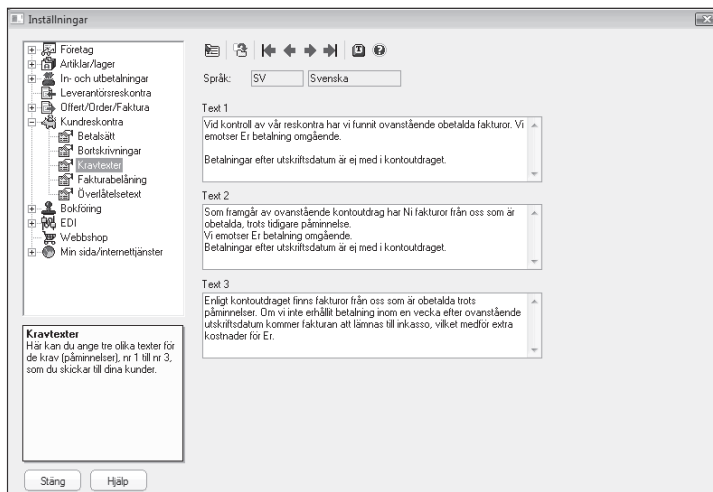 Inställningar
Företag
Artiklar/lager
In- och utbetalningar
Leverantörsreskontra
Offert/Order/Faktura
Kundreskontra
Betalsätt
Bortskrivningar
Kravtexter
Fakturabelåning
Överlåtelsetext
Bokföring
EDI
Webbshop
Min sida/internettjänster
Kravtexter
Här kan du ange tre olika texter för
de krav (påminnelser), nr 1 till nr 3,
som du skickar till dina kunder.
Stäng Hjälp
Språk: SV Svenska
Text 1
Vid kontroll av vår reskontra har vi funnit ovanstående obetalda fakturor. Vi
emotser Er betalning omgående.
Betalningar efter utskriftsdatum är ej med i kontoutdraget.
Text 2
Som framgår av ovanstående kontoutdrag har Ni fakturor från oss som är
obetalda, trots tidigare påminnelse.
Vi emotser Er betalning omgående.
Betalningar efter utskriftsdatum är ej med i kontoutdraget.
Text 3
Enligt kontoutdraget finns fakturor från oss som är obetalda trots
påminnelser. Om vi inte erhållit betalning inom en vecka efter ovanstående
utskriftsdatum kommer fakturan att lämnas till inkasso, vilket medför extra
kostnader för Er.